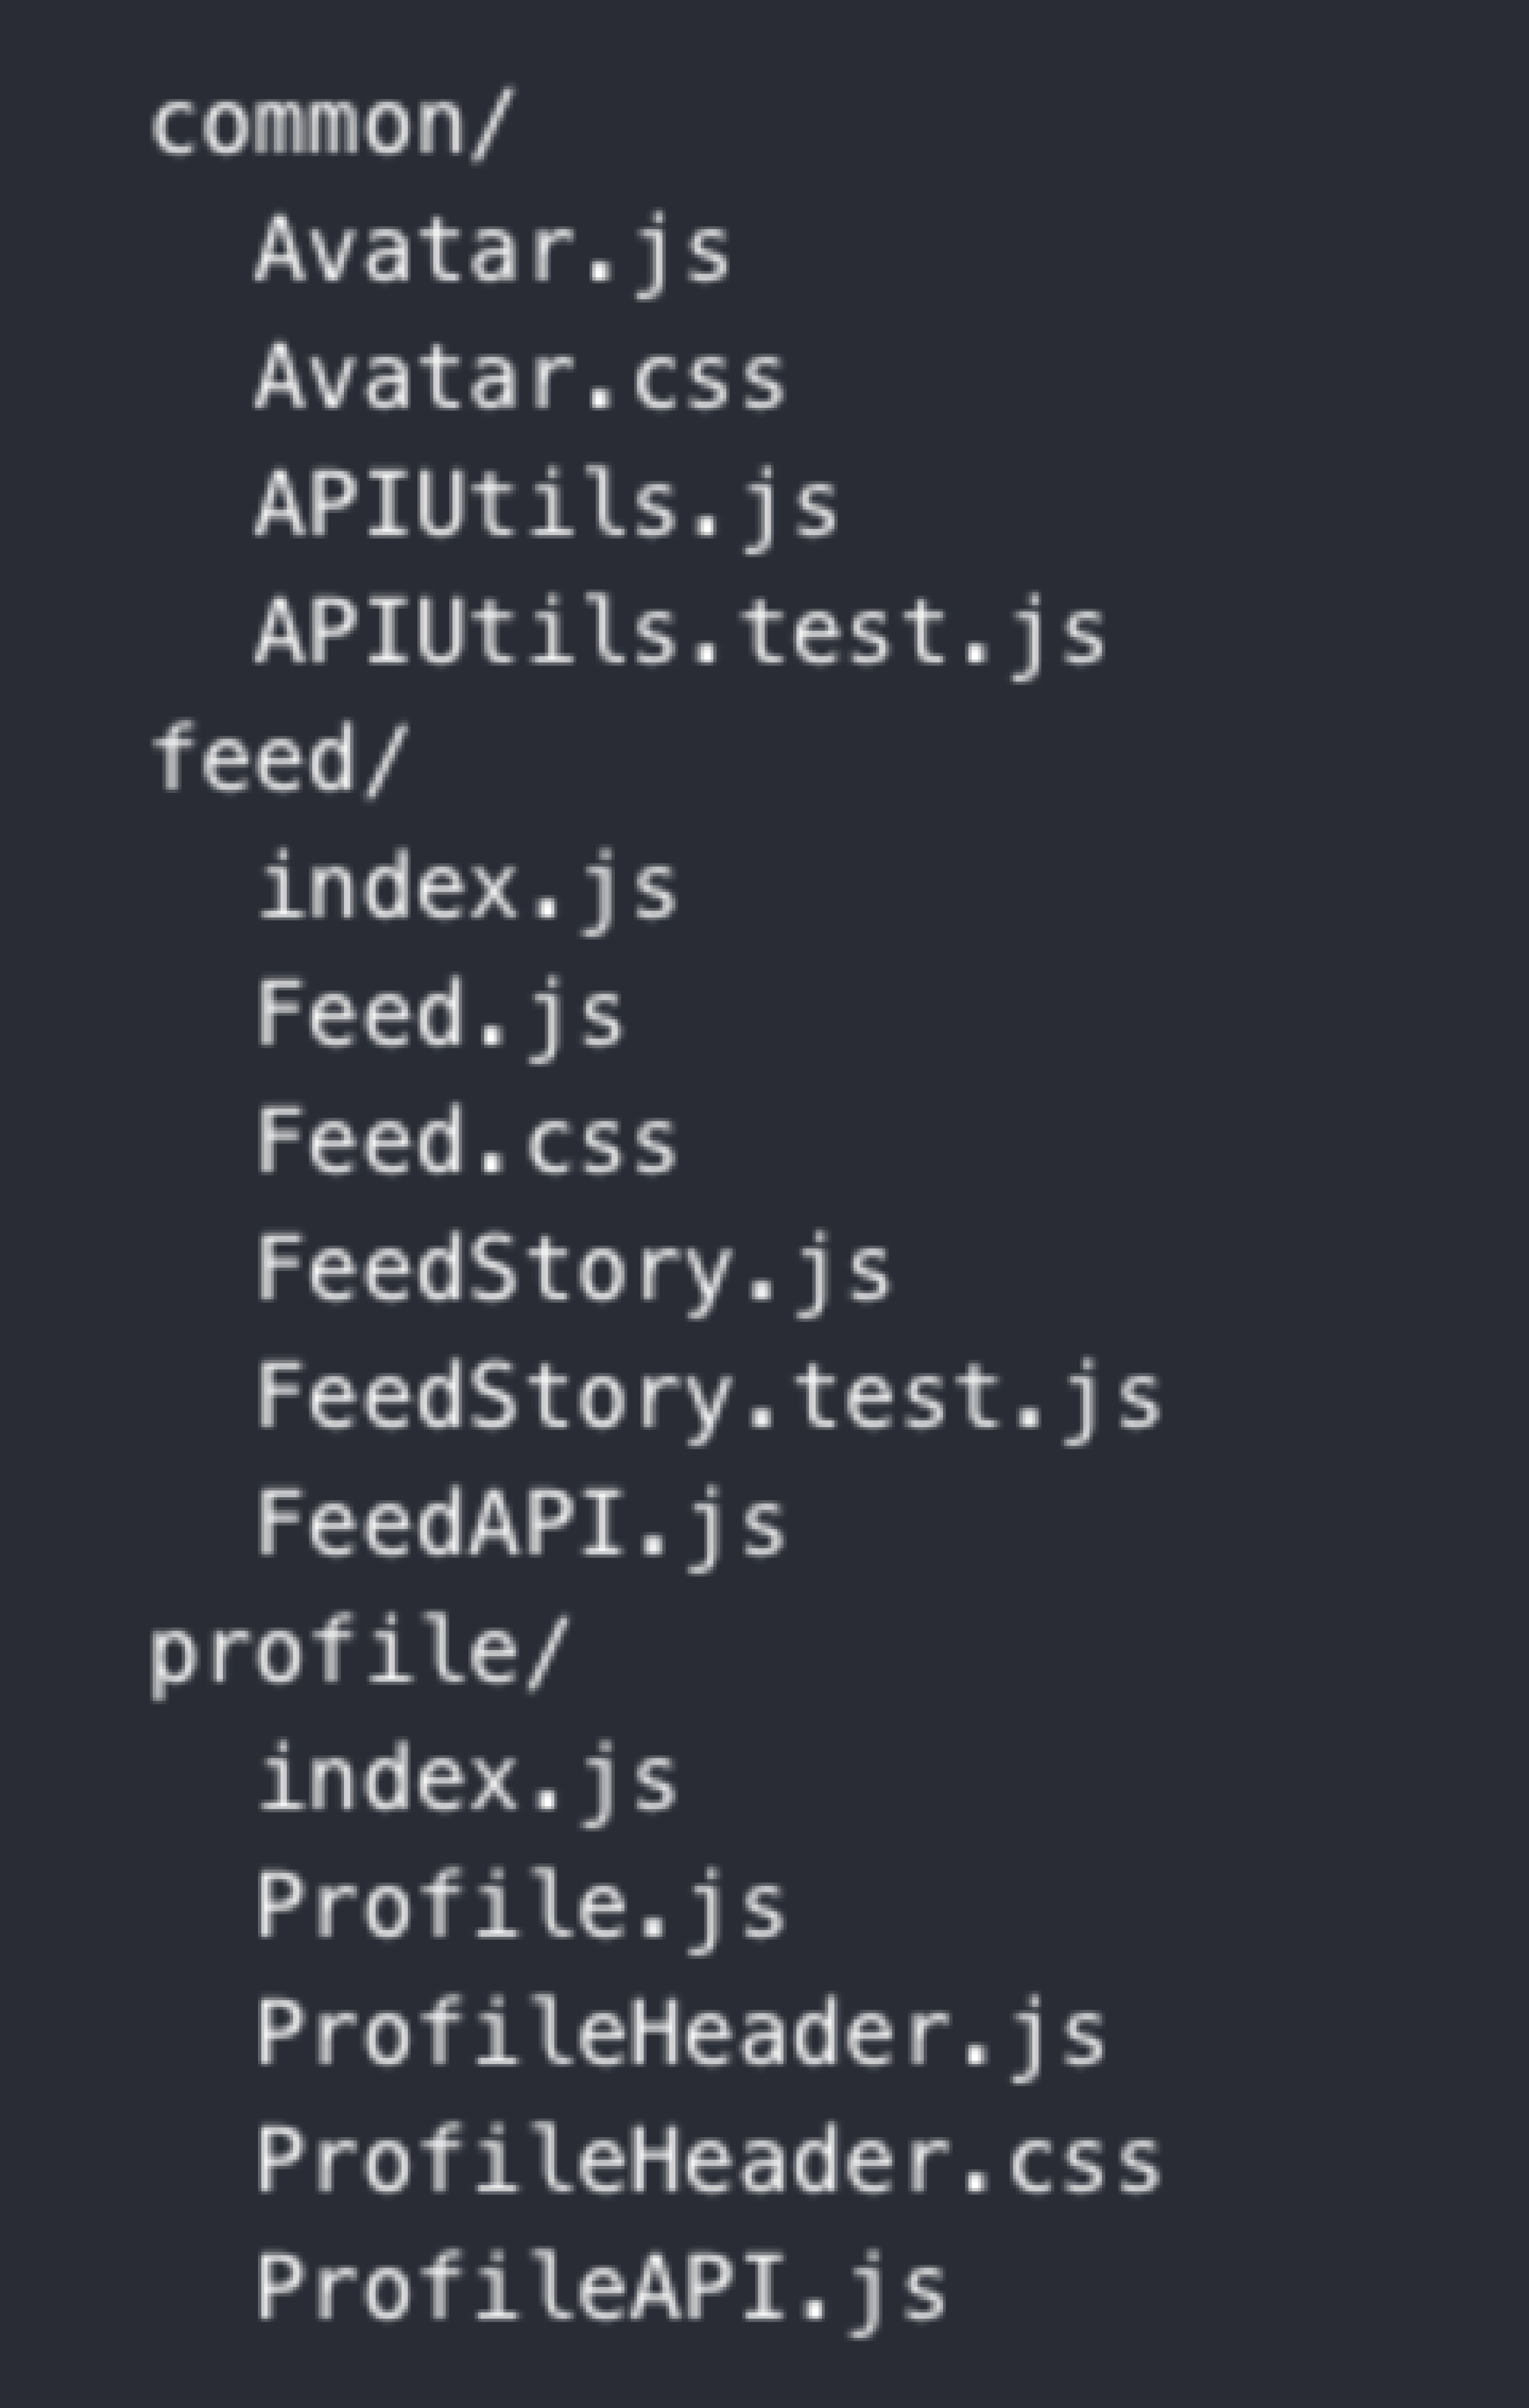 common/
  Avatar.js
  Avatar.css
  APIUtils.js
  APIUtils.test.js
feed/
  index.js
  Feed.js
  Feed.css
  FeedStory.js
  FeedStory.test.js
  FeedAPI.js
profile/
  index.js
  Profile.js
  ProfileHeader.js
  ProfileHeader.css
  ProfileAPI.js